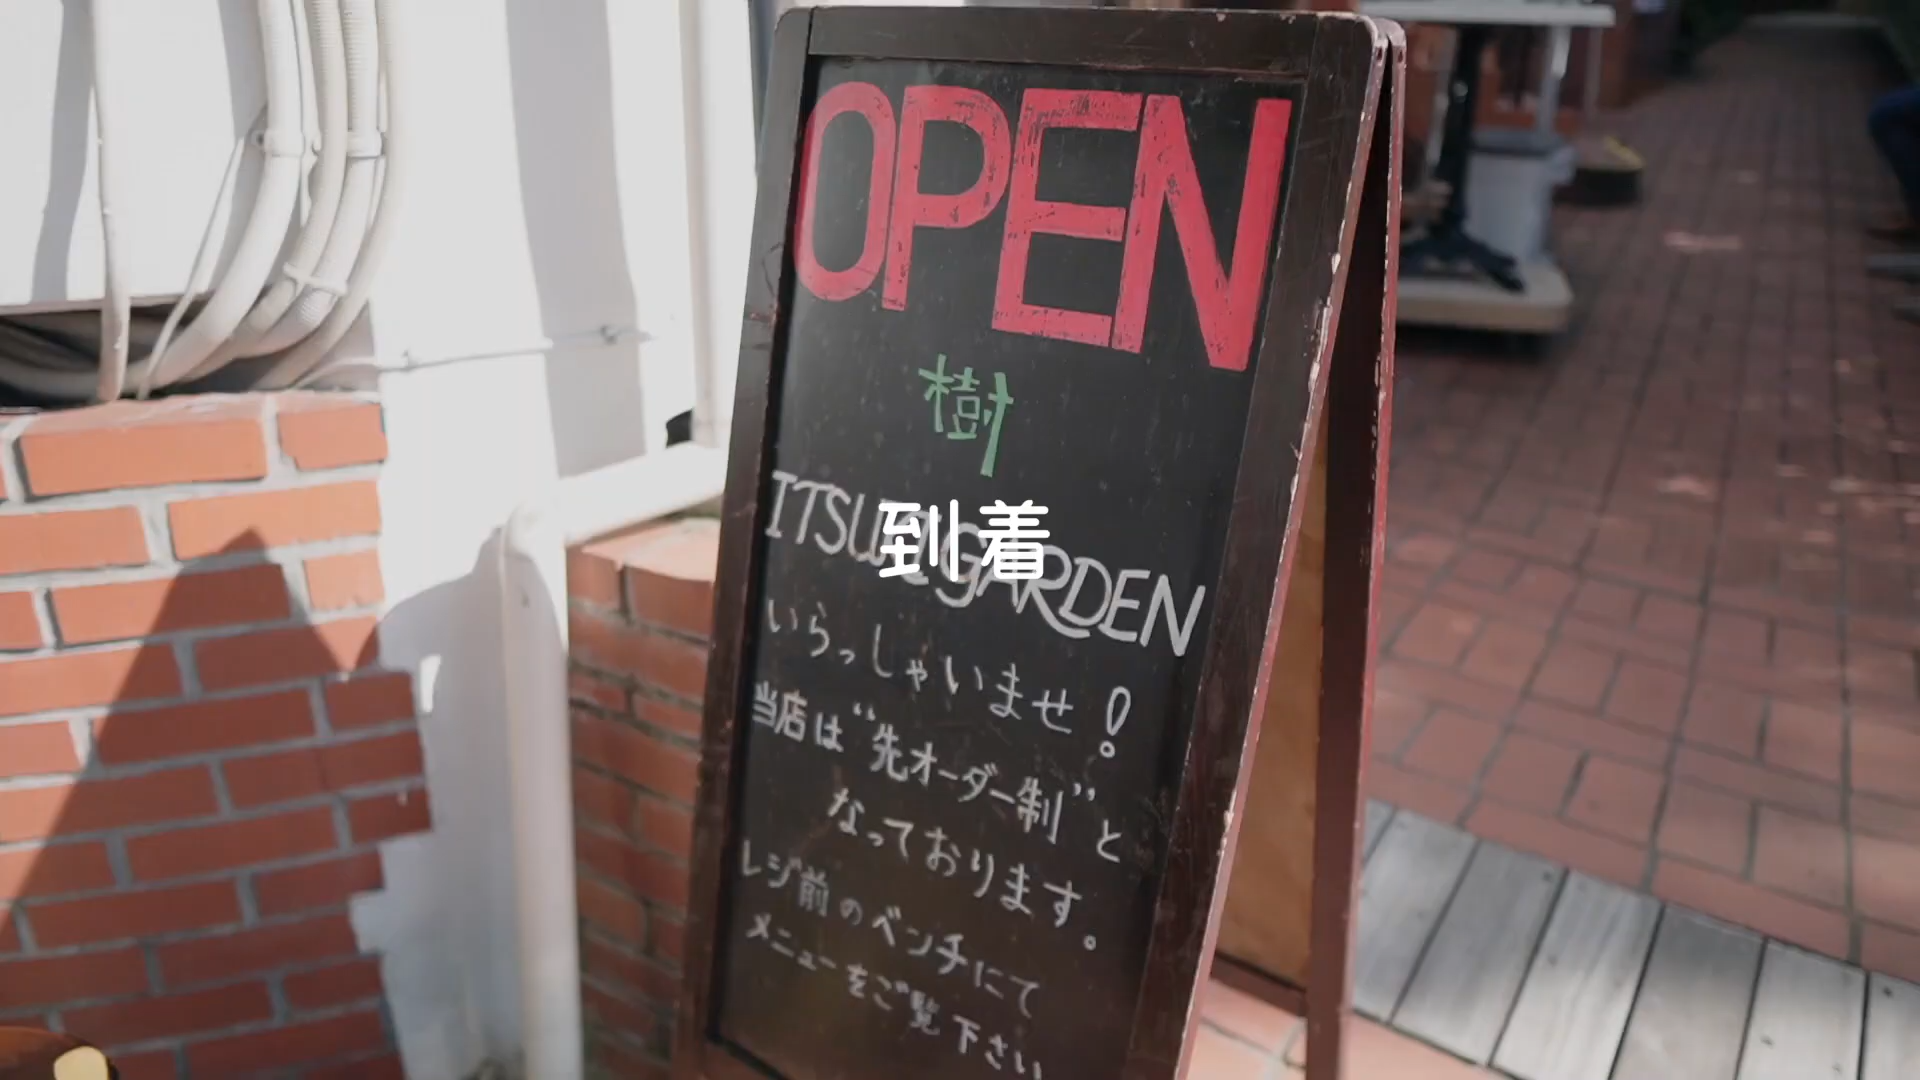 OPEN
樹
ITSUKI GARDEN
到着
いらっしゃいませ!
当店は“先オーダー制”と
なっております。
レジ前のベンチにて
メニューをご覧下さい